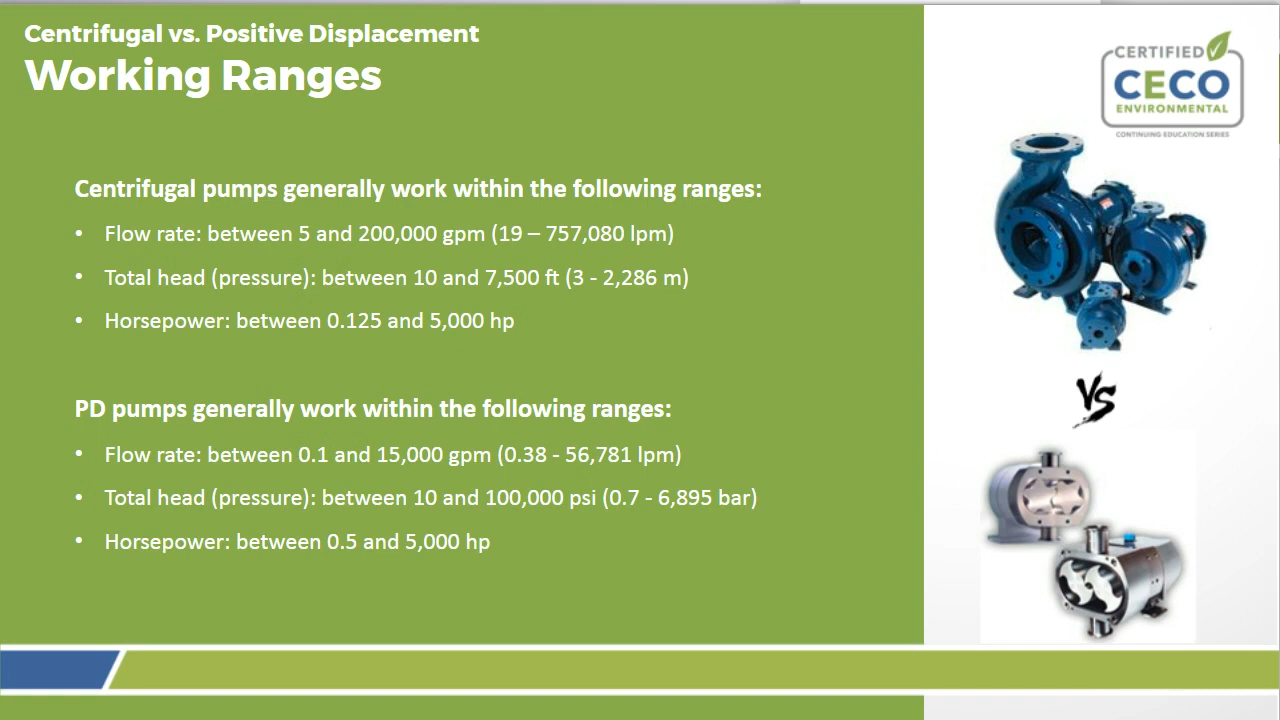 Centrifugal vs. Positive Displacement
Working Ranges
CERTIFIED
CECO
ENVIRONMENTAL
CONTINUING EDUCATION SERIES
Centrifugal pumps generally work within the following ranges:
• Flow rate: between 5 and 200,000 gpm (19 – 757,080 lpm)
• Total head (pressure): between 10 and 7,500 ft (3 - 2,286 m)
• Horsepower: between 0.125 and 5,000 hp
VS
PD pumps generally work within the following ranges:
• Flow rate: between 0.1 and 15,000 gpm (0.38 - 56,781 lpm)
• Total head (pressure): between 10 and 100,000 psi (0.7 - 6,895 bar)
• Horsepower: between 0.5 and 5,000 hp